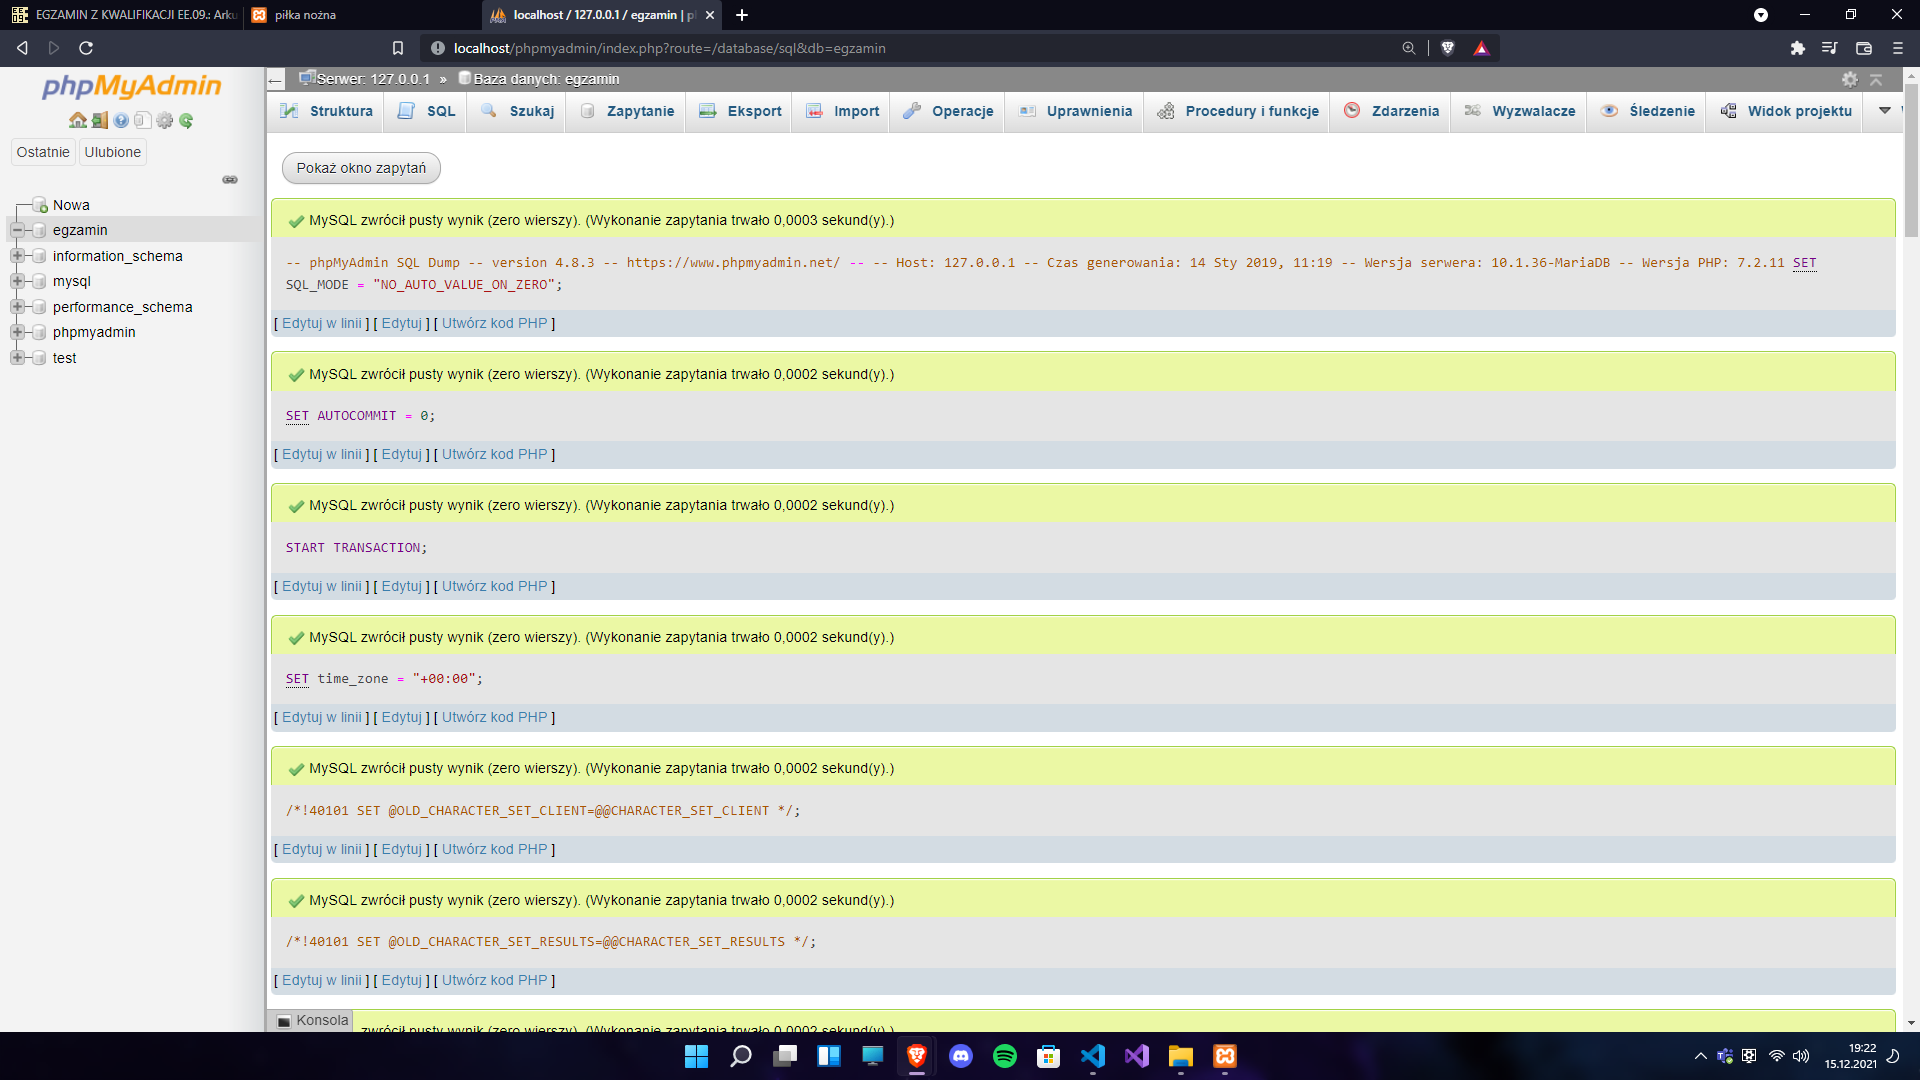 EGZAMIN Z KWALIFIKACJI EE.09.: Arku
piłka nożna
localhost / 127.0.0.1 / egzamin | p
localhost/phpmyadmin/index.php?route=/database/sql&db=egzamin
phpMyAdmin
Ostatnie
Ulubione
Nowa
egzamin
information_schema
mysql
performance_schema
phpmyadmin
test
Serwer: 127.0.0.1 » Baza danych: egzamin
Struktura
SQL
Szukaj
Zapytanie
Eksport
Import
Operacje
Uprawnienia
Procedury i funkcje
Zdarzenia
Wyzwalacze
Śledzenie
Widok projektu
Pokaż okno zapytań
MySQL zwrócił pusty wynik (zero wierszy). (Wykonanie zapytania trwało 0,0003 sekund(y).)
-- phpMyAdmin SQL Dump -- version 4.8.3 -- https://www.phpmyadmin.net/ -- -- Host: 127.0.0.1 -- Czas generowania: 14 Sty 2019, 11:19 -- Wersja serwera: 10.1.36-MariaDB -- Wersja PHP: 7.2.11 SET
SQL_MODE = "NO_AUTO_VALUE_ON_ZERO";
[ Edytuj w linii ] [ Edytuj ] [ Utwórz kod PHP ]
MySQL zwrócił pusty wynik (zero wierszy). (Wykonanie zapytania trwało 0,0002 sekund(y).)
SET AUTOCOMMIT = 0;
[ Edytuj w linii ] [ Edytuj ] [ Utwórz kod PHP ]
MySQL zwrócił pusty wynik (zero wierszy). (Wykonanie zapytania trwało 0,0002 sekund(y).)
START TRANSACTION;
[ Edytuj w linii ] [ Edytuj ] [ Utwórz kod PHP ]
MySQL zwrócił pusty wynik (zero wierszy). (Wykonanie zapytania trwało 0,0002 sekund(y).)
SET time_zone = "+00:00";
[ Edytuj w linii ] [ Edytuj ] [ Utwórz kod PHP ]
MySQL zwrócił pusty wynik (zero wierszy). (Wykonanie zapytania trwało 0,0002 sekund(y).)
/*!40101 SET @OLD_CHARACTER_SET_CLIENT=@@CHARACTER_SET_CLIENT */;
[ Edytuj w linii ] [ Edytuj ] [ Utwórz kod PHP ]
MySQL zwrócił pusty wynik (zero wierszy). (Wykonanie zapytania trwało 0,0002 sekund(y).)
/*!40101 SET @OLD_CHARACTER_SET_RESULTS=@@CHARACTER_SET_RESULTS */;
[ Edytuj w linii ] [ Edytuj ] [ Utwórz kod PHP ]
Konsola
zwrócił pusty wynik (zero wierszy). (Wykonanie zapytania trwało 0,0002 sekund(y).)
19:22
15.12.2021